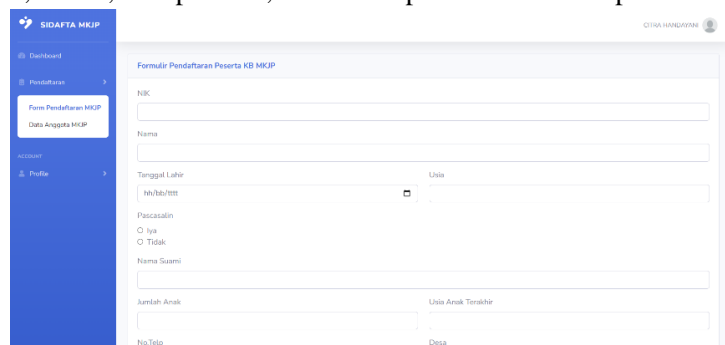 SIDAFTA MKJP
CITRA HANDAYANI
Dashboard
Pendaftaran
Form Pendaftaran MKJP
Data Anggota MKJP
ACCOUNT
Profile
Formulir Pendaftaran Peserta KB MKJP
NIK
Nama
Tanggal Lahir
Usia
hh/bb/tttt
Pascasalin
Iya
Tidak
Nama Suami
Jumlah Anak
Usia Anak Terakhir
No.Telp
Desa